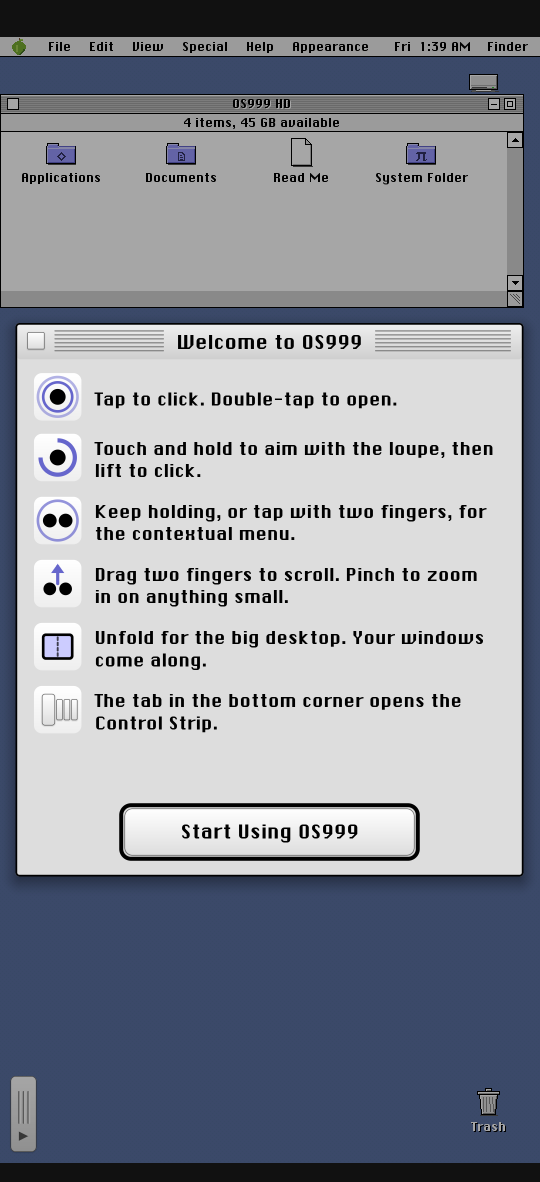 File Edit View Special Help Appearance Fri 1:39 AM Finder
OS999 HD
4 items, 45 GB available
Applications Documents Read Me System Folder
Welcome to OS999
Tap to click. Double-tap to open.
Touch and hold to aim with the loupe, then
lift to click.
Keep holding, or tap with two fingers, for
the contextual menu.
Drag two fingers to scroll. Pinch to zoom
in on anything small.
Unfold for the big desktop. Your windows
come along.
The tab in the bottom corner opens the
Control Strip.
Start Using OS999
Trash